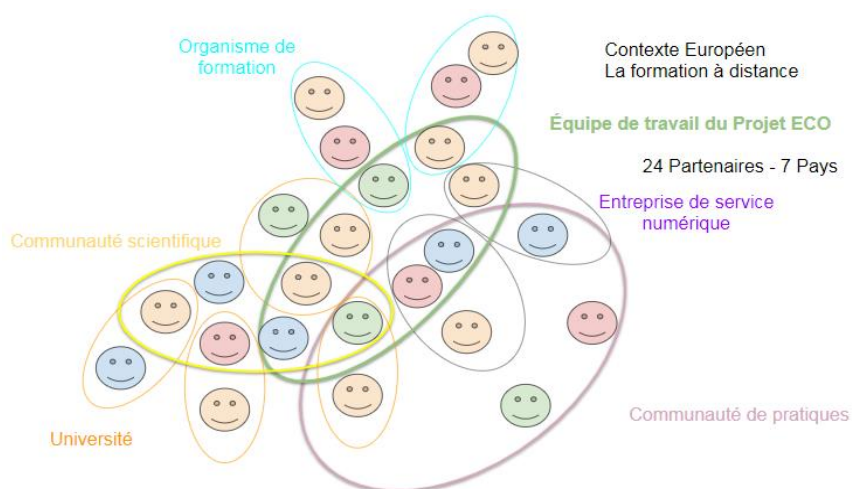 Organisme de
formation
Contexte Européen
La formation à distance
Équipe de travail du Projet ECO
24 Partenaires - 7 Pays
Entreprise de service
numérique
Communauté scientifique
Communauté de pratiques
Université